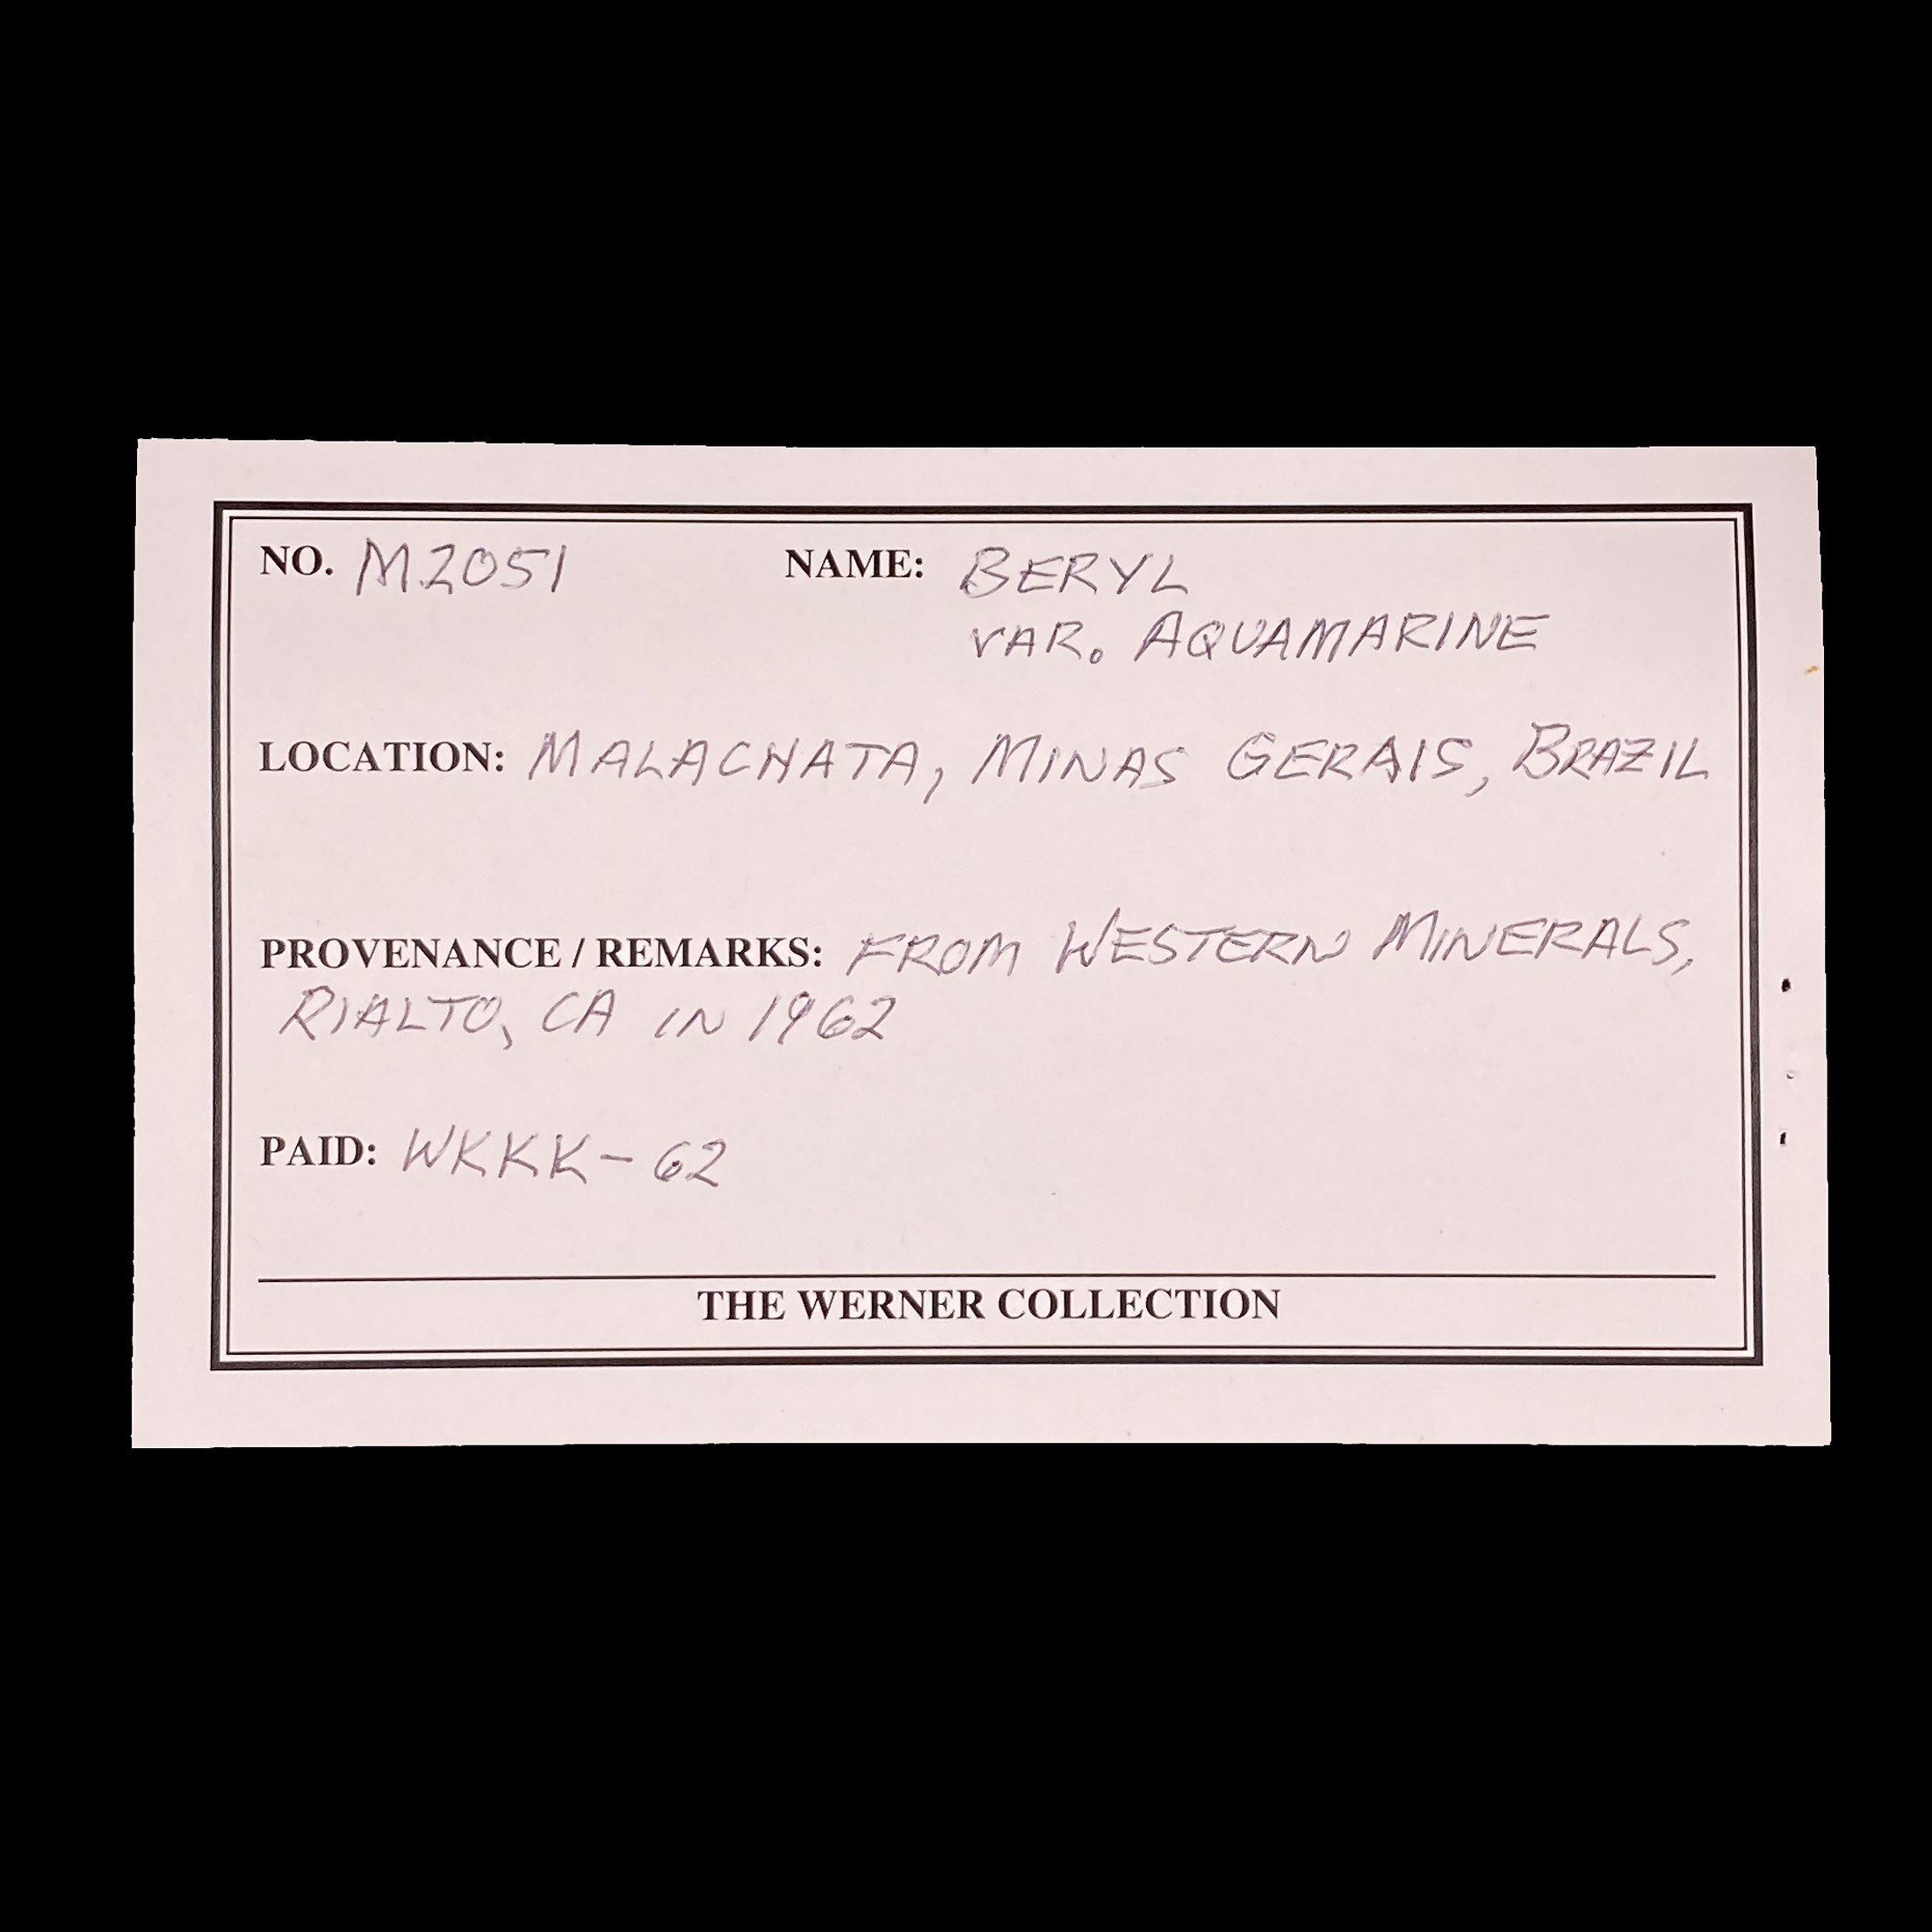 NO. M2051 NAME: BERYL
VAR. AQUAMARINE
LOCATION: MALACHATA, MINAS GERAIS, BRAZIL
PROVENANCE / REMARKS: FROM WESTERN MINERALS,
RIALTO, CA IN 1962
PAID: WKKK-62
THE WERNER COLLECTION